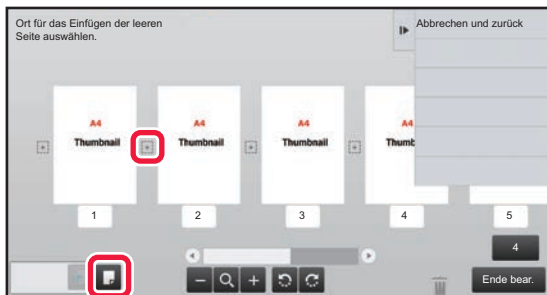 Ort für das Einfügen der leeren
Seite auswählen.
Abbrechen und zurück
A4
Thumbnail
A4
Thumbnail
A4
Thumbnail
A4
Thumb
1
2
3
4
5
4
Ende bear.